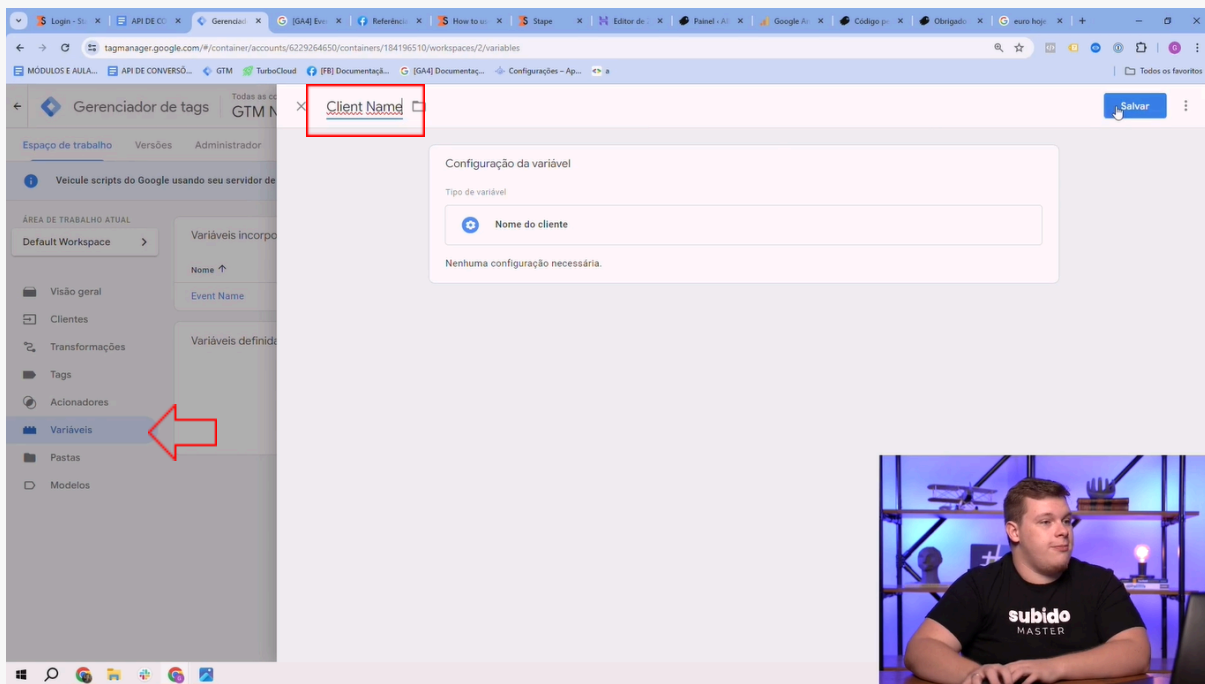 Login - St
API DE CO
Gerenciad
[GA4] Eve
Referênci
How to u
Stape
Editor de
Painel ‹ A
Google A
Código p
Obrigado
euro hoje
tagmanager.google.com/#/container/accounts/6229264650/containers/184196510/workspaces/2/variables
MÓDULOS E AULA...
API DE CONVERSÕ...
GTM
TurboCloud
[FB] Documentaçã...
[GA4] Documentaç...
Configurações – Ap...
a
Todos os favoritos
Gerenciador de tags
Todas as co
GTM N
Client Name
Salvar
Espaço de trabalho
Versões
Administrador
Veicule scripts do Google usando seu servidor de
ÁREA DE TRABALHO ATUAL
Default Workspace
Visão geral
Clientes
Transformações
Tags
Acionadores
Variáveis
Pastas
Modelos
Variáveis incorpo
Nome
Event Name
Variáveis definida
Configuração da variável
Tipo de variável
Nome do cliente
Nenhuma configuração necessária.
#
subido
MASTER